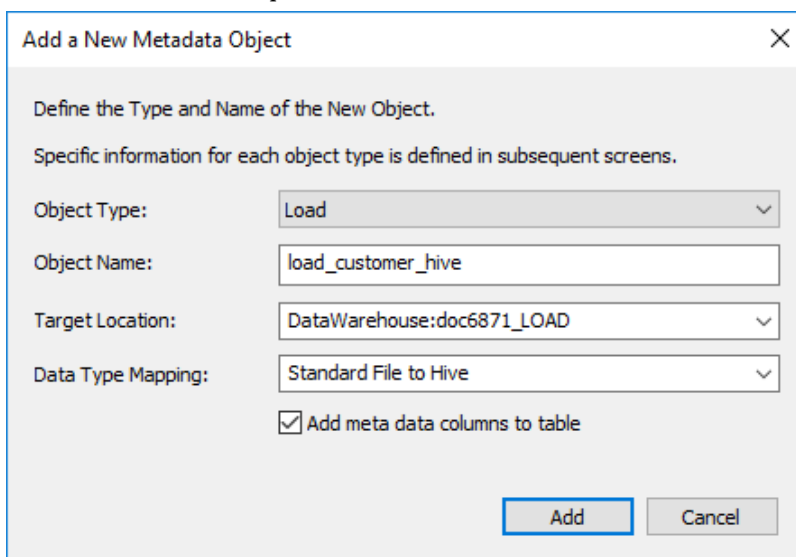 Add a New Metadata Object
Define the Type and Name of the New Object.
Specific information for each object type is defined in subsequent screens.
Object Type: Load
Object Name: load_customer_hive
Target Location: DataWarehouse:doc6871_LOAD
Data Type Mapping: Standard File to Hive
Add meta data columns to table
Add Cancel